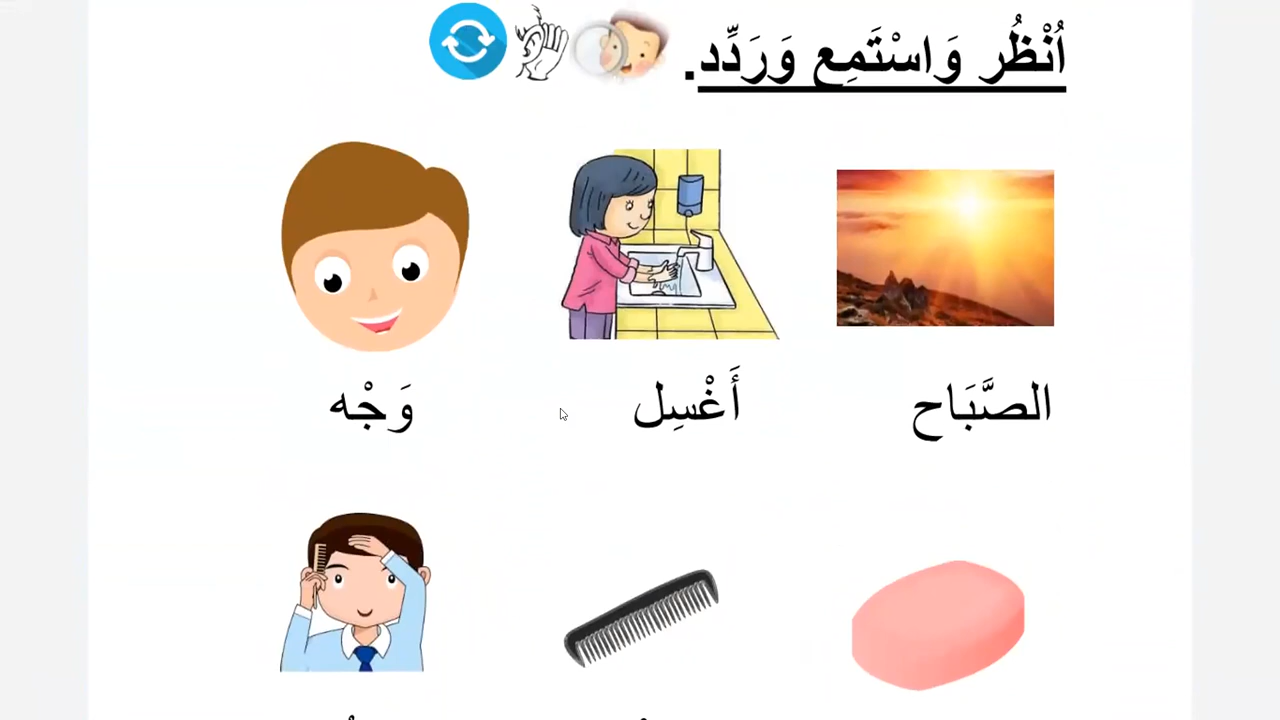 اُنْظُر وَاسْتَمِع وَرَدِّد.
الصَّبَاح
أَغْسِل
وَجْه